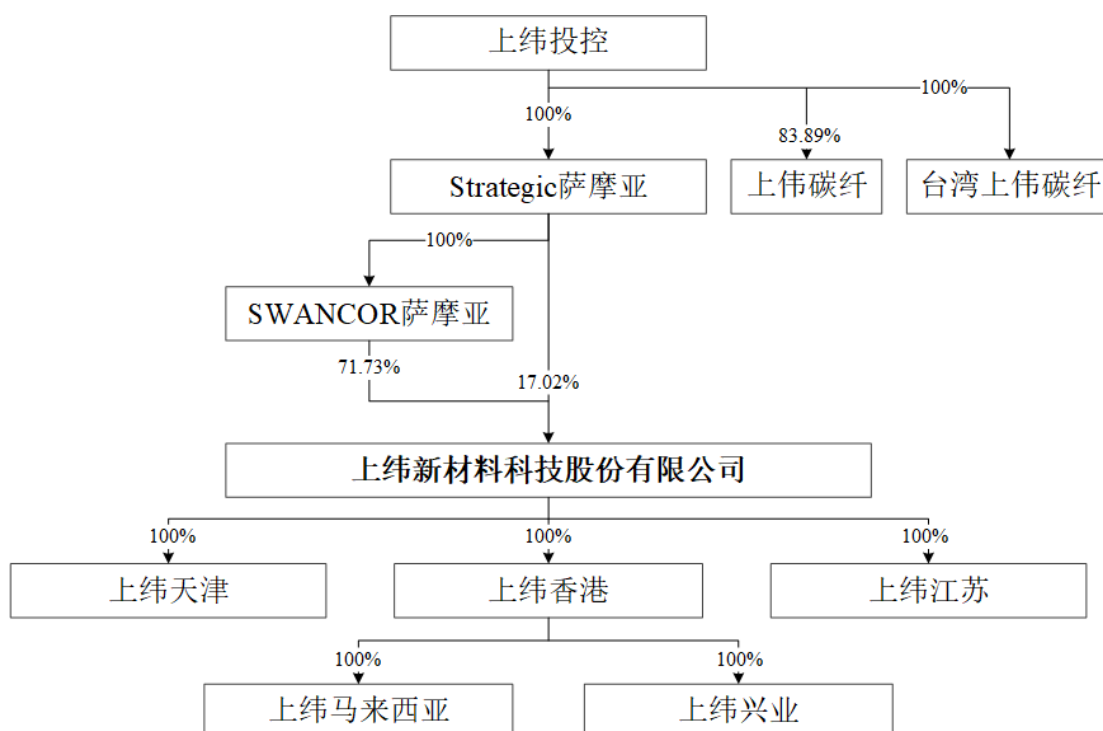 上纬投控
100%
100%
83.89%
Strategic萨摩亚
上伟碳纤
台湾上伟碳纤
100%
SWANCOR萨摩亚
71.73%
17.02%
上纬新材料科技股份有限公司
100%
100%
100%
上纬天津
上纬香港
上纬江苏
100%
100%
上纬马来西亚
上纬兴业